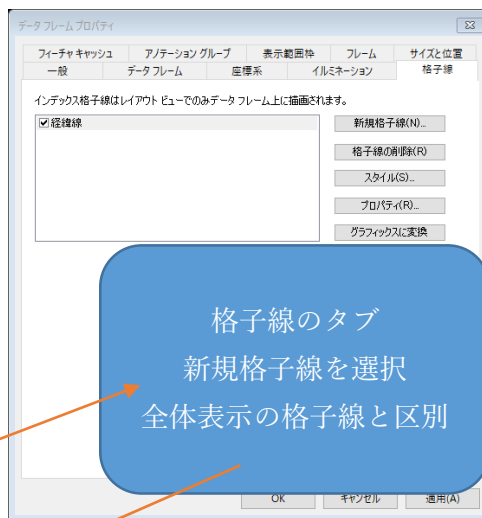 データ フレーム プロパティ
フィーチャ キャッシュ アノテーション グループ 表示範囲枠 フレーム サイズと位置
一般 データ フレーム 座標系 イルミネーション 格子線
インデックス格子線はレイアウト ビューでのみデータ フレーム上に描画されます。
経緯線
新規格子線(N)...
格子線の削除(R)
スタイル(S)...
プロパティ(R)...
グラフィックスに変換
格子線のタブ
新規格子線を選択
全体表示の格子線と区別
OK キャンセル 適用(A)